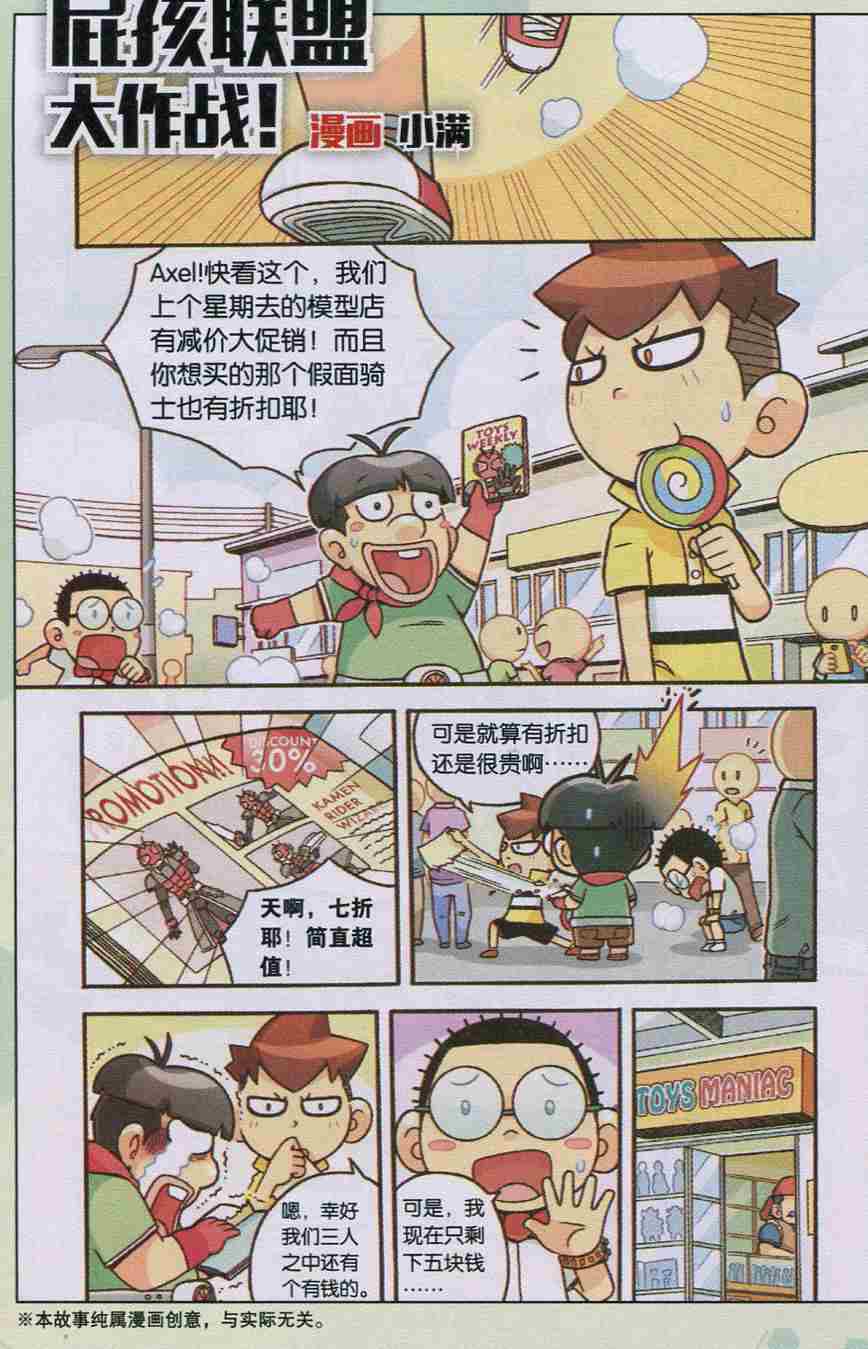 屁孩联盟
大作战！
漫画 小满
Axel!快看这个，我们
上个星期去的模型店
有减价大促销！而且
你想买的那个假面骑
士也有折扣耶！
TOYS
WEEKLY
PROMOTION!!
DISCOUNT
30%
KAMEN
RIDER
天啊，七折
耶！简直超
值！
可是就算有折扣
还是很贵啊……
嗯，幸好
我们三人
之中还有
个有钱的。
可是，我
现在只剩
下五块钱
……
TOYS MANIAC
※本故事纯属漫画创意，与实际无关。